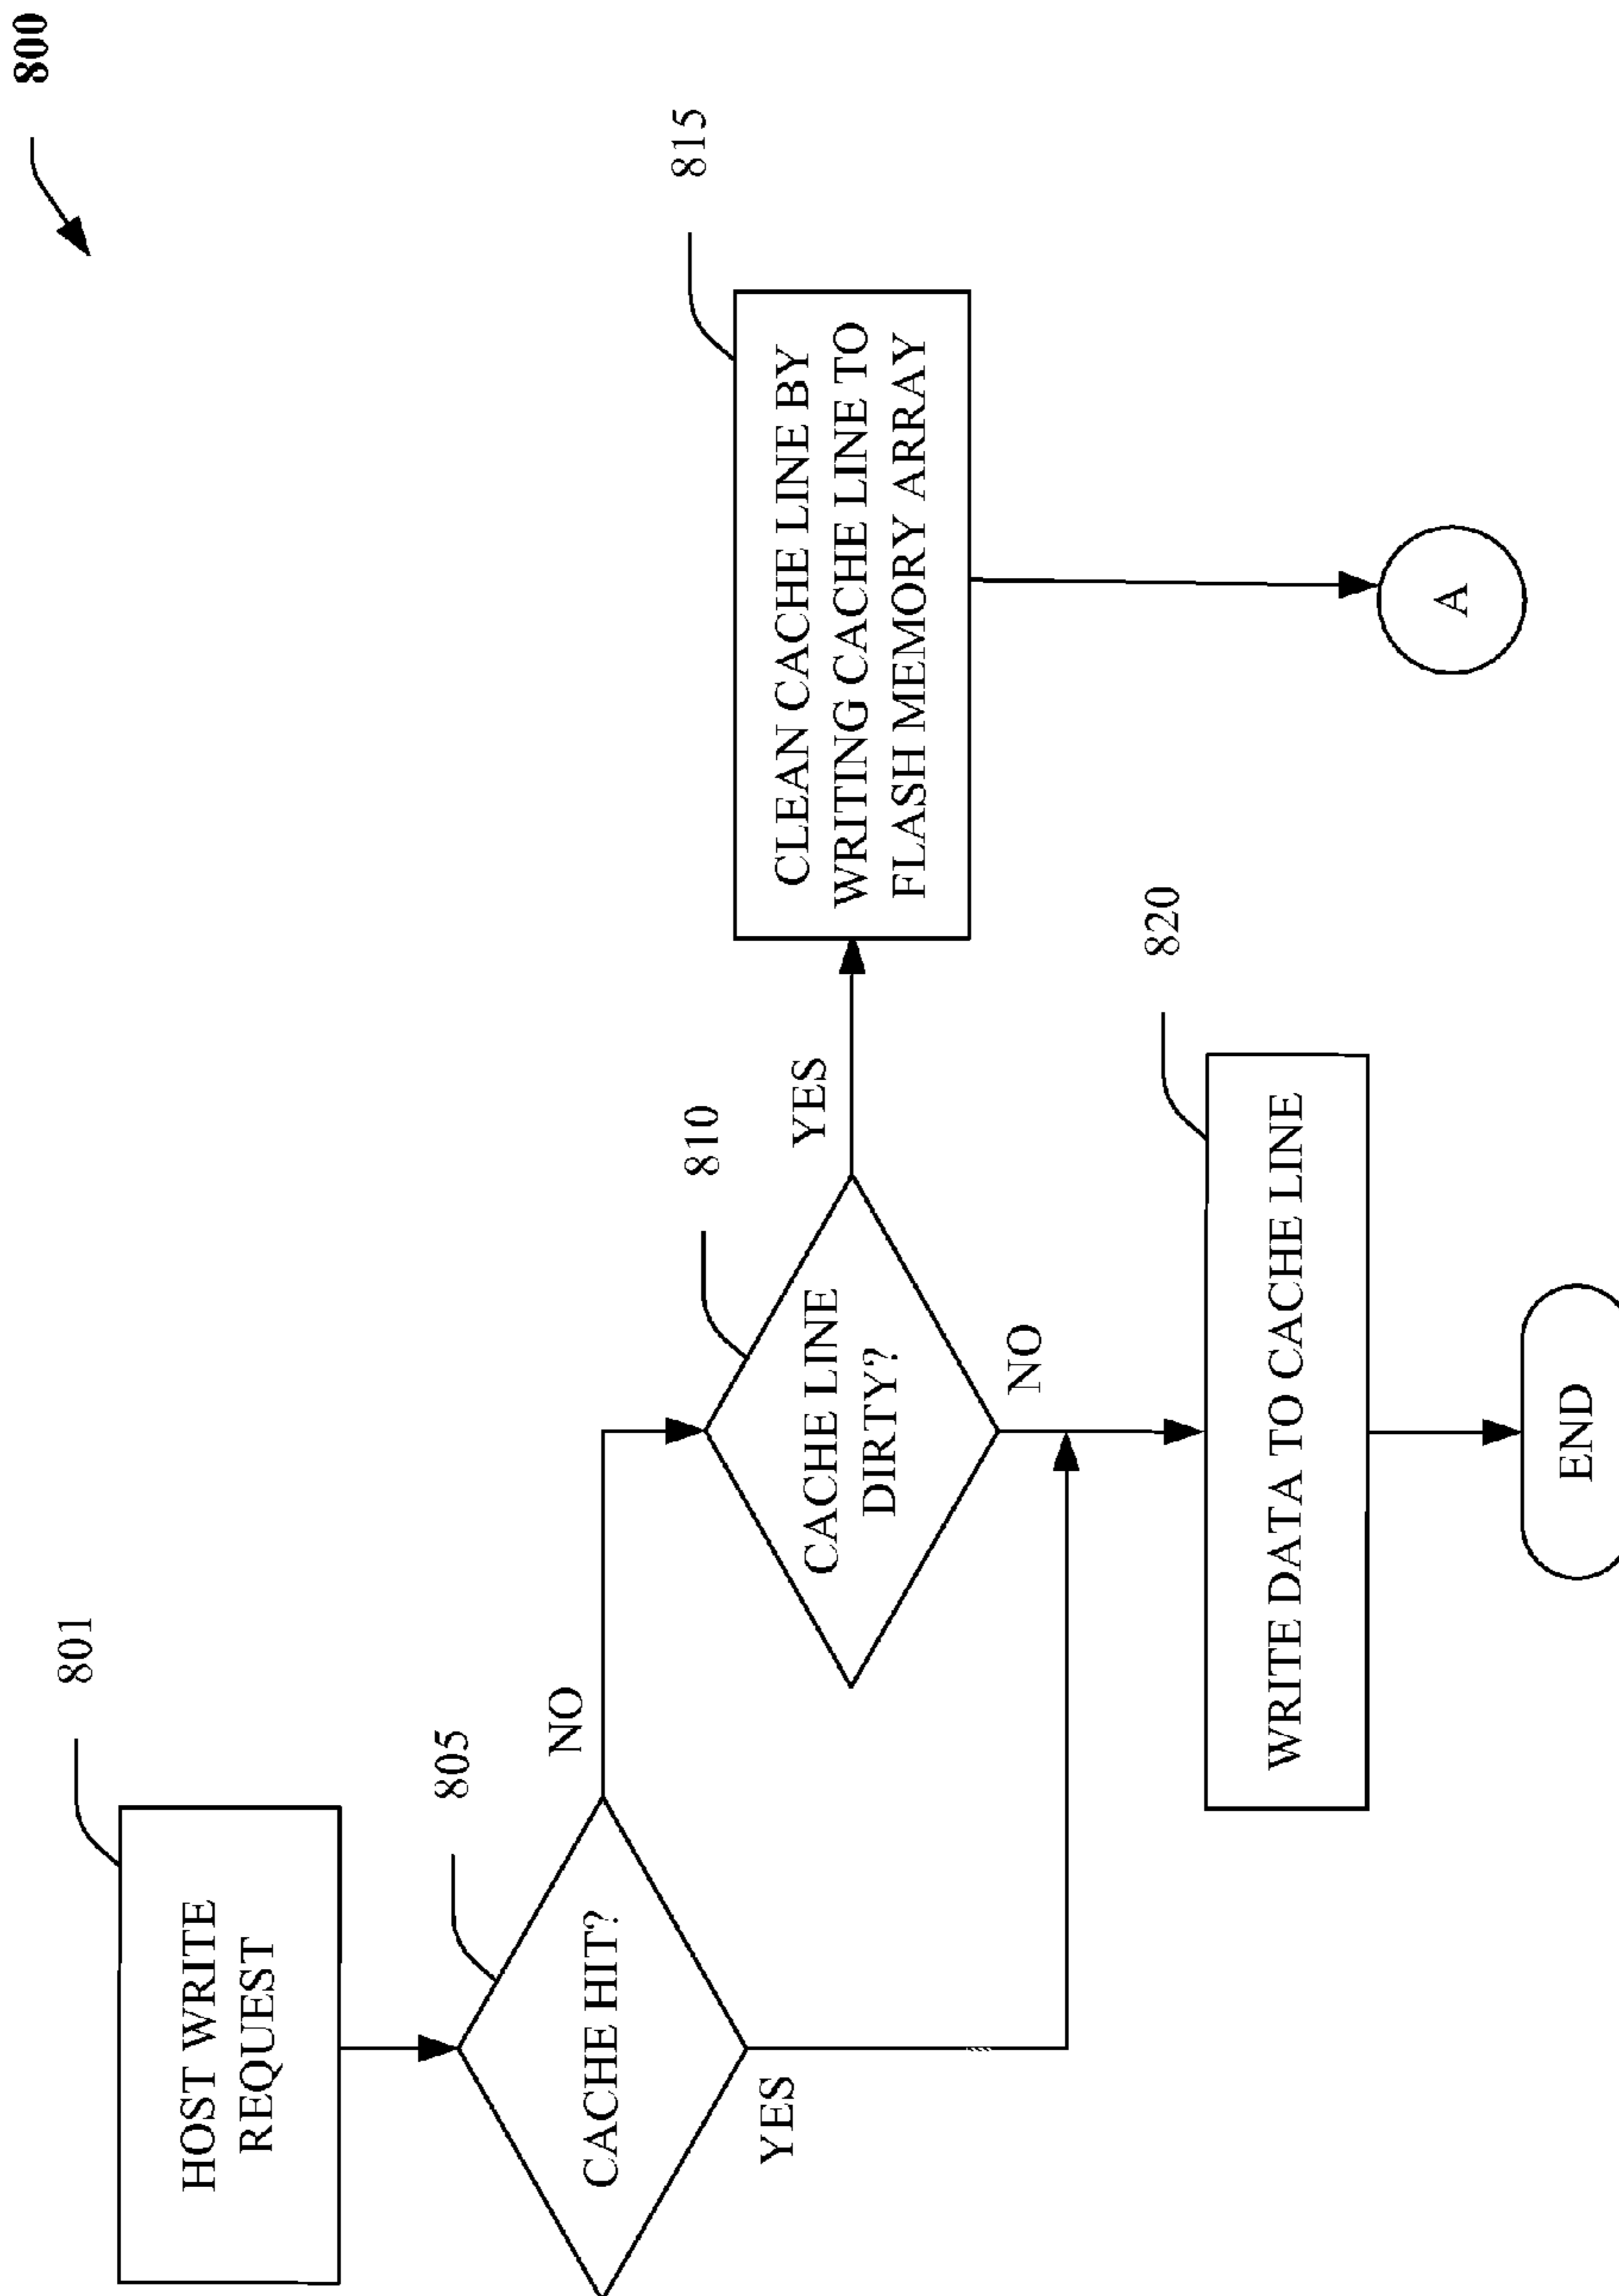 800
801
HOST WRITE
REQUEST
805
CACHE HIT?
NO
YES
810
CACHE LINE
DIRTY?
YES
NO
815
CLEAN CACHE LINE BY
WRITING CACHE LINE TO
FLASH MEMORY ARRAY
A
820
WRITE DATA TO CACHE LINE
END